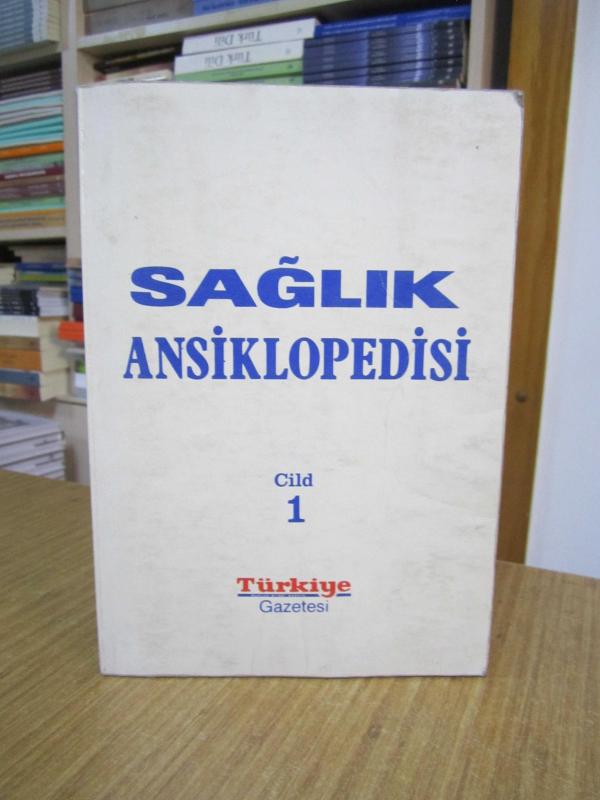 Türk Dili
Türk Dili
SAĞLIK
ANSİKLOPEDİSİ
Cild
1
Türkiye
Gazetesi